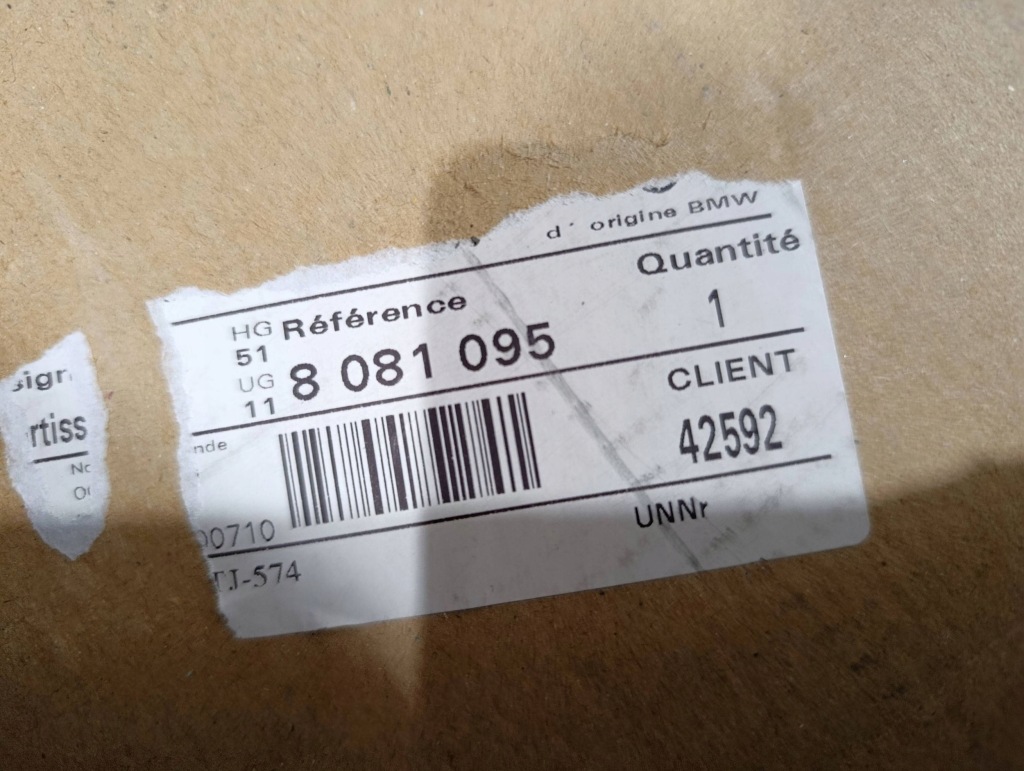 d' origine BMW
HG Référence Quantité
51
UG 8 081 095 1
11
CLIENT
nde
42592
00710
UNNr
TJ-574
sign
rtiss